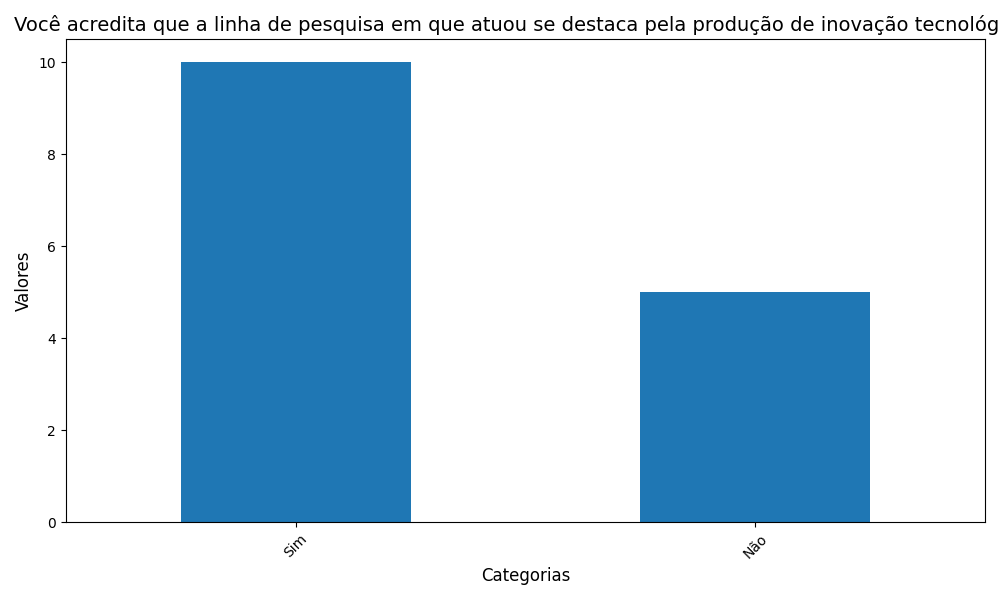 Você acredita que a linha de pesquisa em que atuou se destaca pela produção de inovação tecnológ
10
8
6
4
2
0
Valores
Sim
Não
Categorias